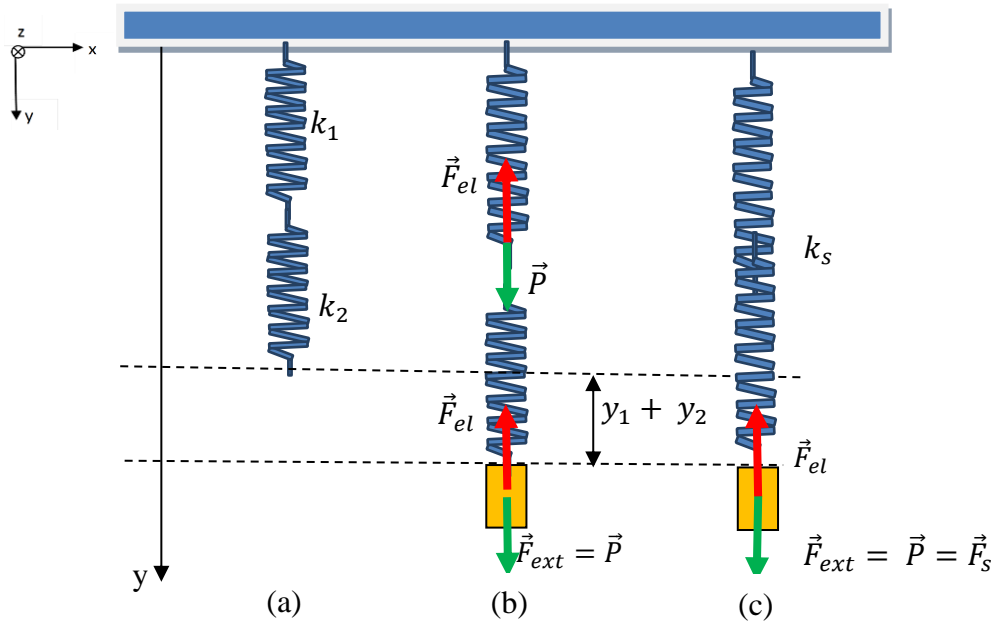 z
x
y
k₁
k₂
F⃗el
P⃗
F⃗el
y₁ + y₂
F⃗ext = P⃗
kₛ
F⃗el
F⃗ext = P⃗ = F⃗ₛ
y
(a) (b) (c)